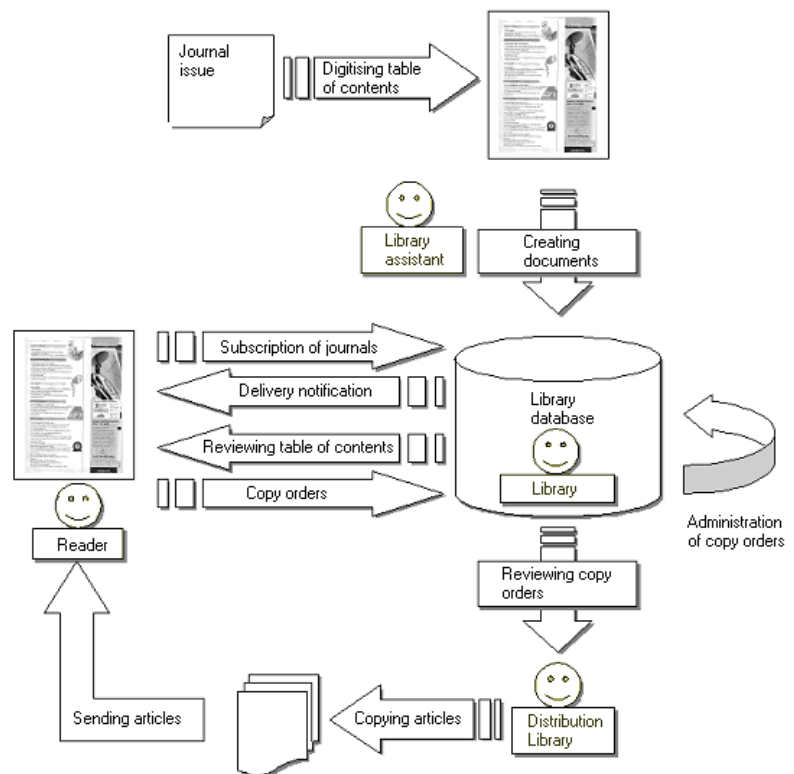 Journal
issue
Digitising table
of contents
Library
assistant
Creating
documents
Subscription of journals
Delivery notification
Library
database
Reviewing table of contents
Library
Copy orders
Reader
Administration
of copy orders
Reviewing copy
orders
Sending articles
Copying articles
Distribution
Library